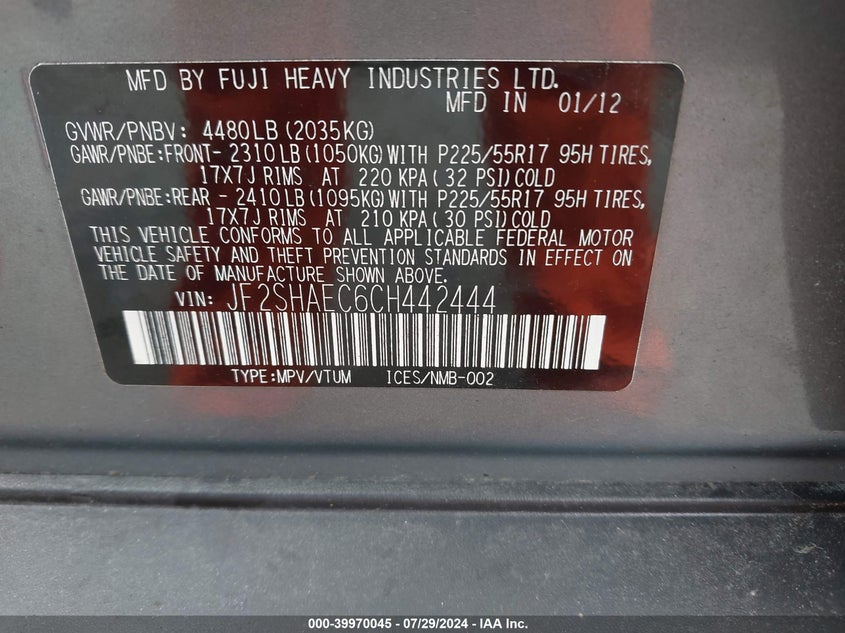 MFD BY FUJI HEAVY INDUSTRIES LTD.
MFD IN 01/12
GVWR/PNBV: 4480LB(2035KG)
GAWR/PNBE:FRONT- 2310LB(1050KG)WITH P225/55R17 95H TIRES,
17X7J RIMS AT 220 KPA(32 PSI)COLD
GAWR/PNBE:REAR - 2410LB(1095KG)WITH P225/55R17 95H TIRES,
17X7J RIMS AT 210 KPA(30 PSI)COLD
THIS VEHICLE CONFORMS TO ALL APPLICABLE FEDERAL MOTOR
VEHICLE SAFETY AND THEFT PREVENTION STANDARDS IN EFFECT ON
THE DATE OF MANUFACTURE SHOWN ABOVE.
VIN: JF2SHAEC6CH442444
TYPE:MPV/VTUM ICES/NMB-002
000-39970045 - 07/29/2024 - IAA Inc.